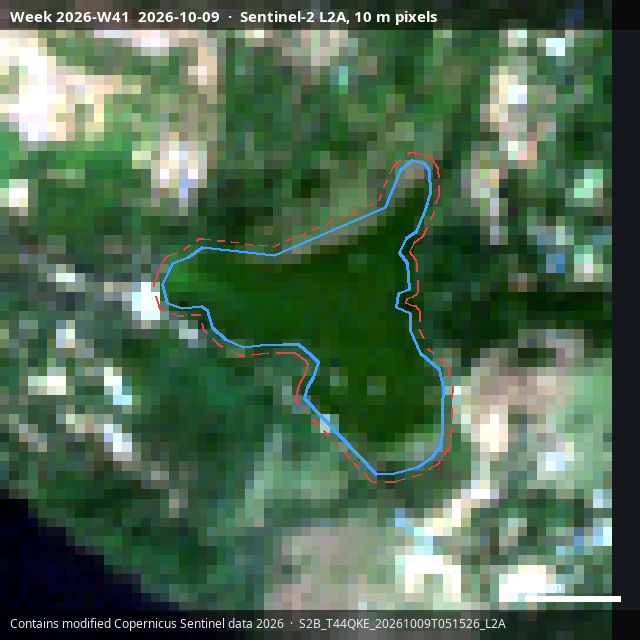 Week 2026-W41 2026-10-09 · Sentinel-2 L2A, 10 m pixels
Contains modified Copernicus Sentinel data 2026 · S2B_T44QKE_20261009T051526_L2A